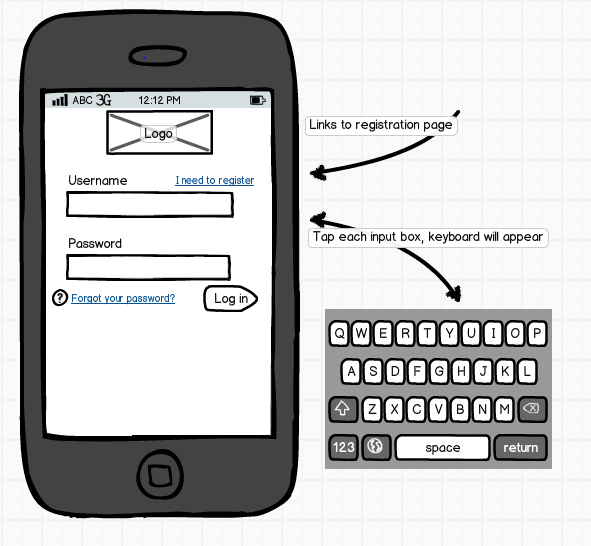 ABC 3G 12:12 PM
Logo
Links to registration page
Username I need to register
Tap each input box, keyboard will appear
Password
? Forgot your password? Log in
Q W E R T Y U I O P
A S D F G H J K L
Z X C V B N M
123 space return